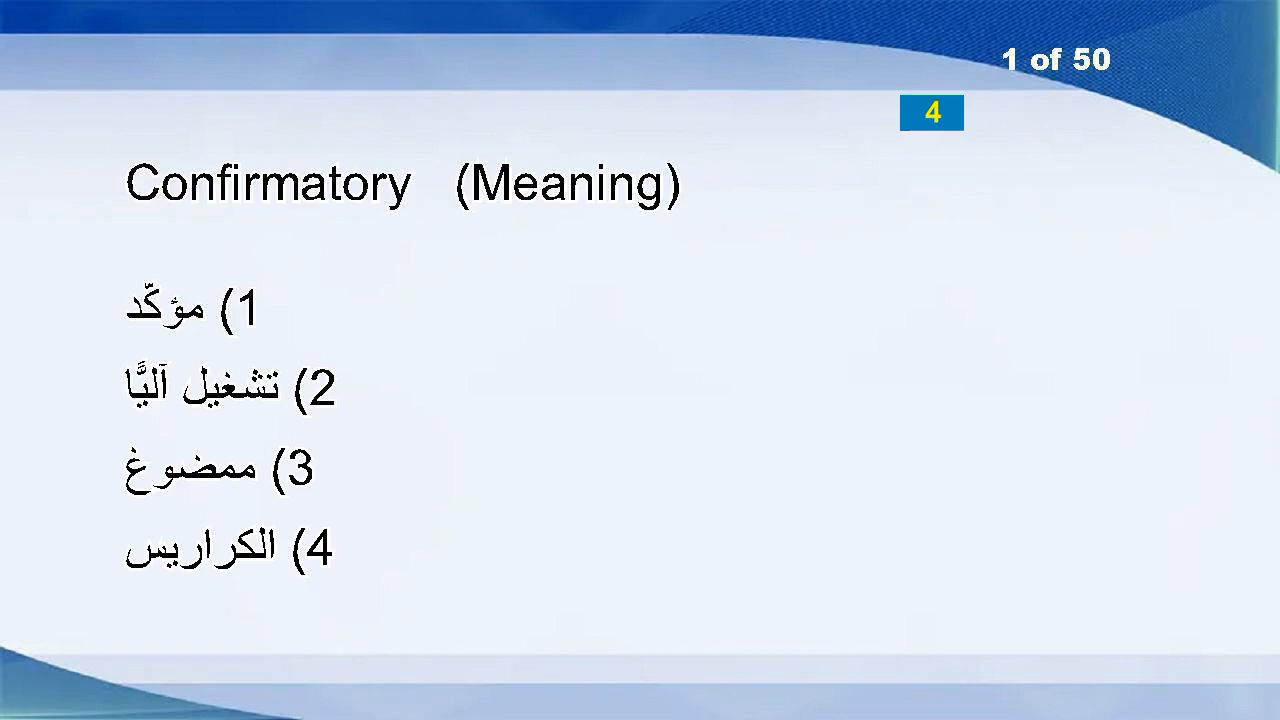 1 of 50
4
Confirmatory (Meaning)
1) مؤكّد
2) تشغيل آليًّا
3) ممضوغ
4) الكراريس